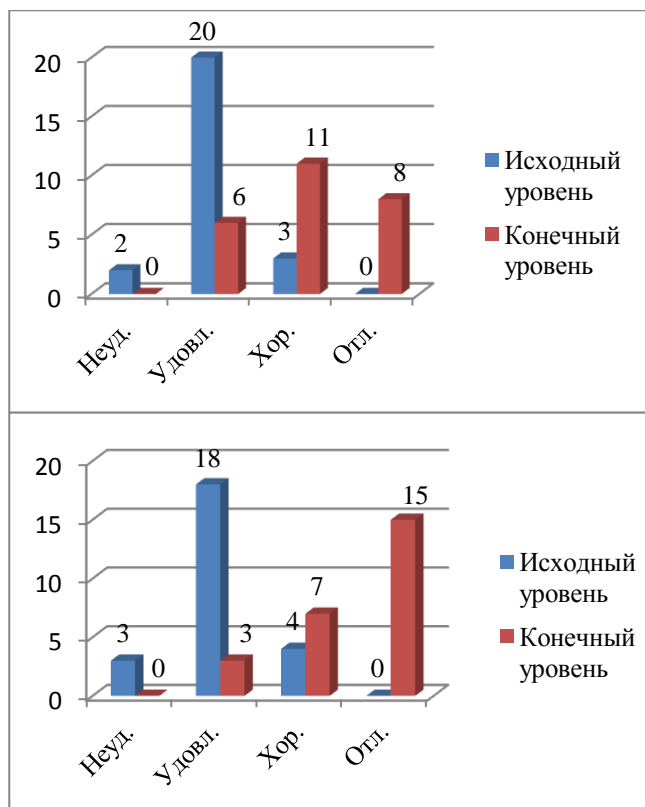 20
15
10
5
0
2
0
20
6
3
11
0
8
Неуд.
Удовл.
Хор.
Отл.
Исходный
уровень
Конечный
уровень
20
15
10
5
0
3
0
18
3
4
7
0
15
Неуд.
Удовл.
Хор.
Отл.
Исходный
уровень
Конечный
уровень